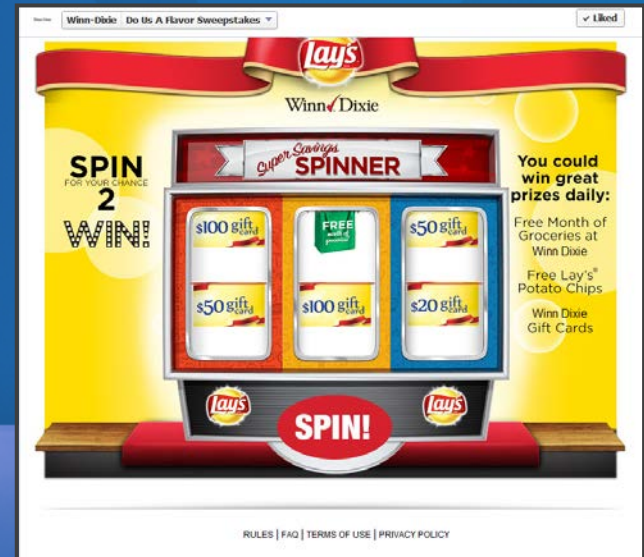 Winn-Dixie Do Us A Flavor Sweepstakes
Liked
Lay's
Winn Dixie
Super Savings
SPINNER
SPIN
FOR YOUR CHANCE
2
WIN!
$100 gift card
FREE
month of
groceries!
$50 gift card
$50 gift card
$100 gift card
$20 gift card
You could
win great
prizes daily:
Free Month of
Groceries at
Winn Dixie
Free Lay's®
Potato Chips
Winn Dixie
Gift Cards
Lay's
Lay's
SPIN!
RULES | FAQ | TERMS OF USE | PRIVACY POLICY